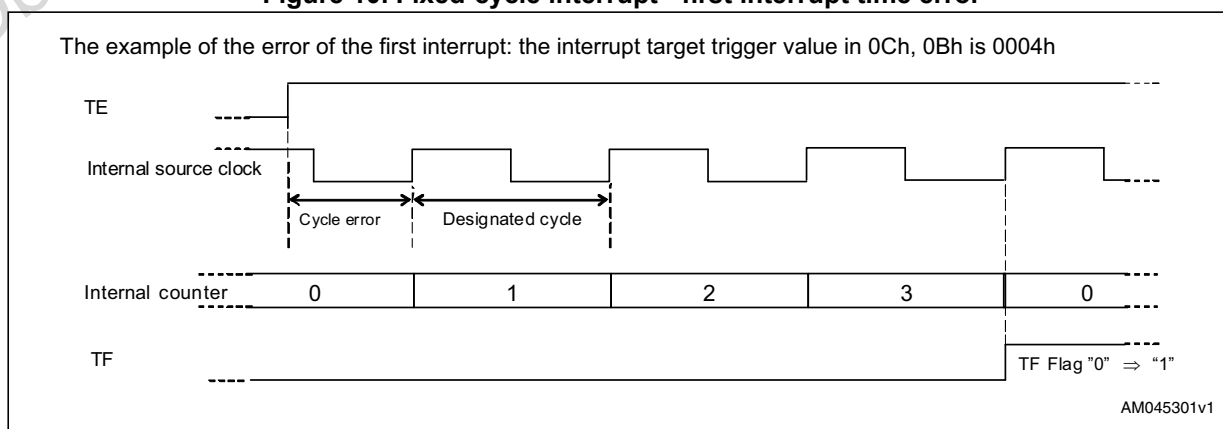 Figure 10. Fixed-cycle interrupt - first interrupt time error
The example of the error of the first interrupt: the interrupt target trigger value in 0Ch, 0Bh is 0004h
TE
Internal source clock
Cycle error
Designated cycle
Internal counter
0
1
2
3
0
TF
TF Flag ”0” ⇒ “1”
AM045301v1